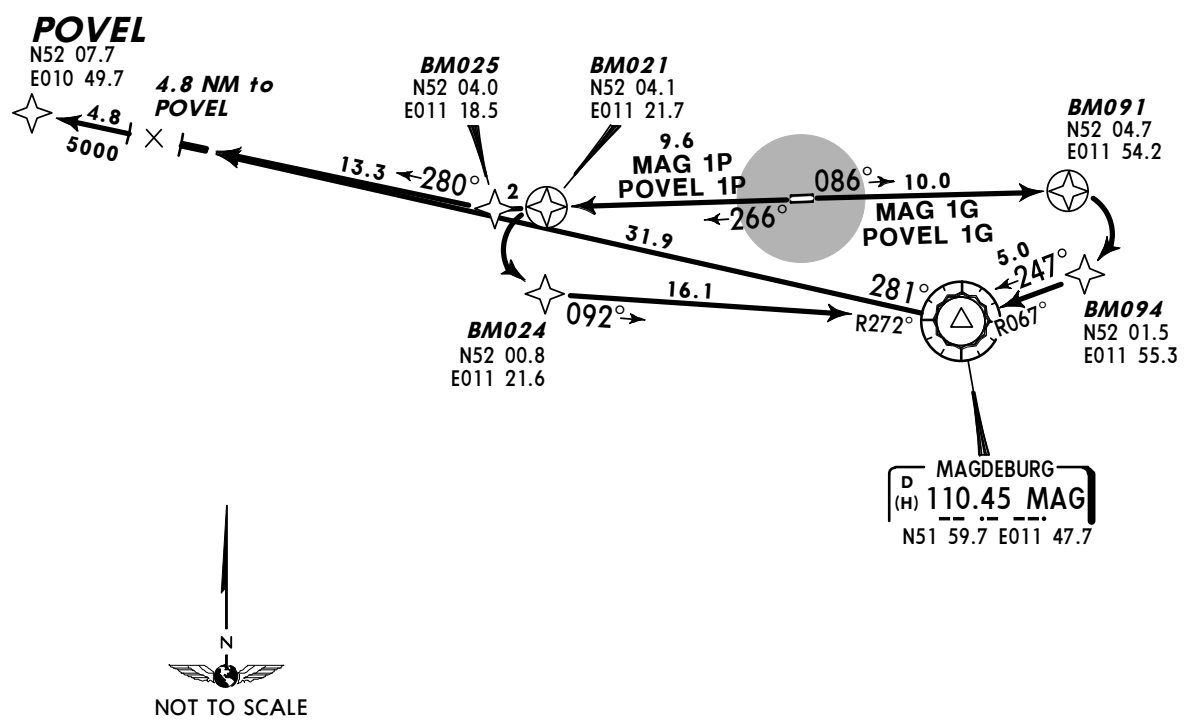 POVEL
N52 07.7
E010 49.7
4.8 NM to
POVEL
4.8
5000
BM025
N52 04.0
E011 18.5
BM021
N52 04.1
E011 21.7
BM091
N52 04.7
E011 54.2
13.3
280°
2
9.6
MAG 1P
POVEL 1P
266°
086°
10.0
MAG 1G
POVEL 1G
31.9
5.0
247°
281°
16.1
092°
R272°
R067°
BM024
N52 00.8
E011 21.6
BM094
N52 01.5
E011 55.3
MAGDEBURG
D
(H)
110.45 MAG
N51 59.7 E011 47.7
N
NOT TO SCALE